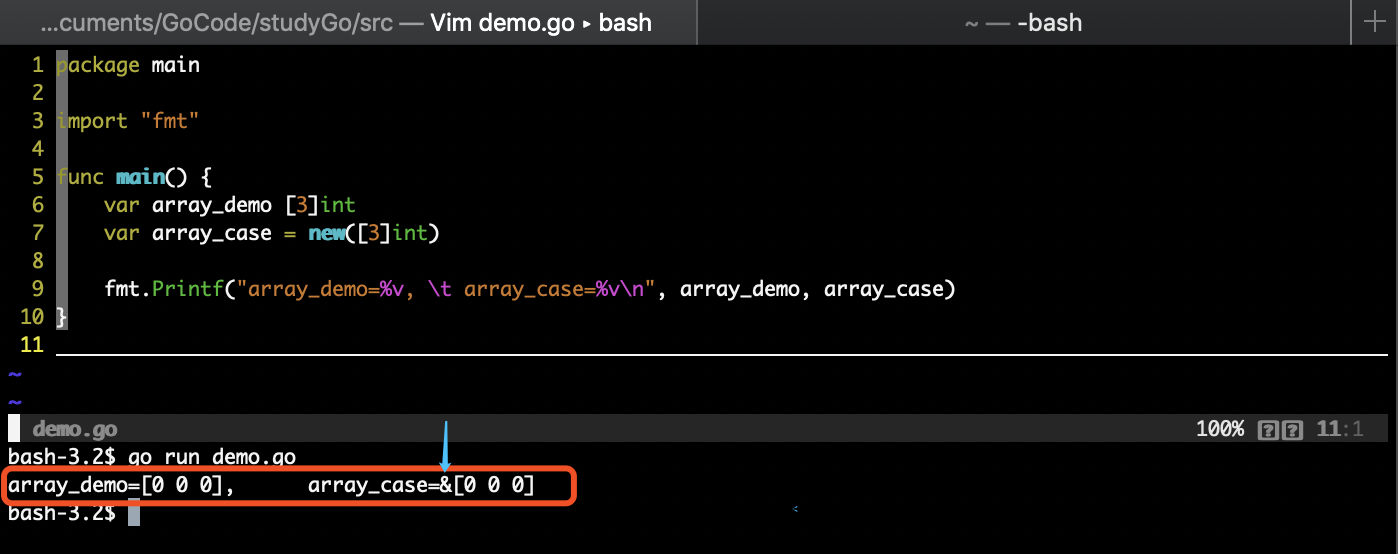 ...cuments/GoCode/studyGo/src — Vim demo.go ▸ bash
~ — -bash
1 package main
2
3 import "fmt"
4
5 func main() {
6     var array_demo [3]int
7     var array_case = new([3]int)
8
9     fmt.Printf("array_demo=%v, \t array_case=%v\n", array_demo, array_case)
10 }
11
~
~
demo.go 100% ⍰⍰ 11:1
bash-3.2$ go run demo.go
array_demo=[0 0 0],      array_case=&[0 0 0]
bash-3.2$